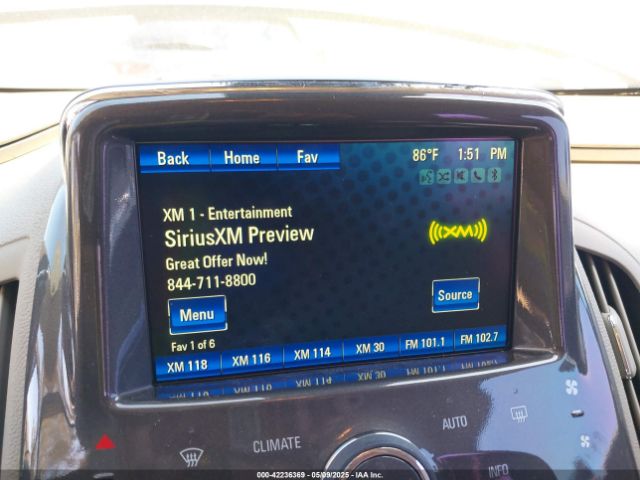 Back Home Fav 86°F 1:51 PM
XM 1 - Entertainment
SiriusXM Preview
((XM))
Great Offer Now!
844-711-8800
Menu
Source
Fav 1 of 6
XM 118 XM 116 XM 114 XM 30 FM 101.1 FM 102.7
CLIMATE
AUTO
INFO
000-42236369 - 05/09/2025 - IAA Inc.